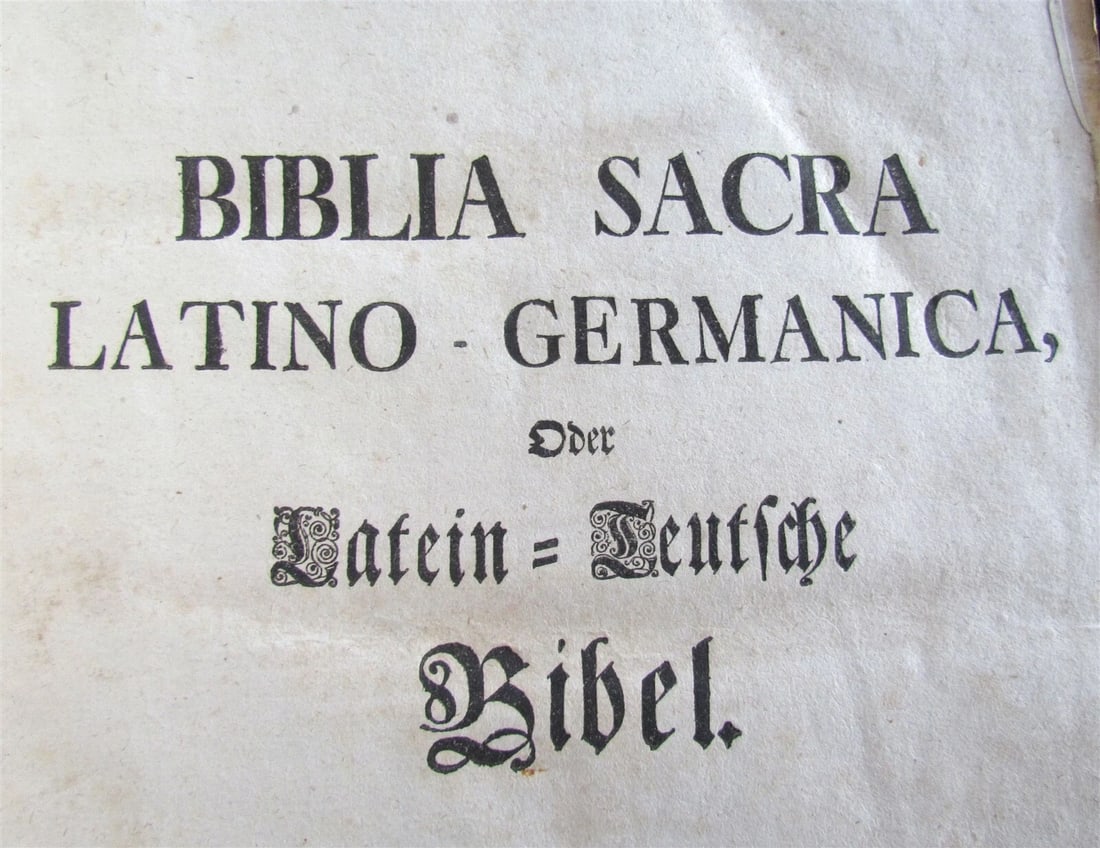 BIBLIA SACRA
LATINO - GERMANICA,
Oder
Latein = Teutſche
Bibel.